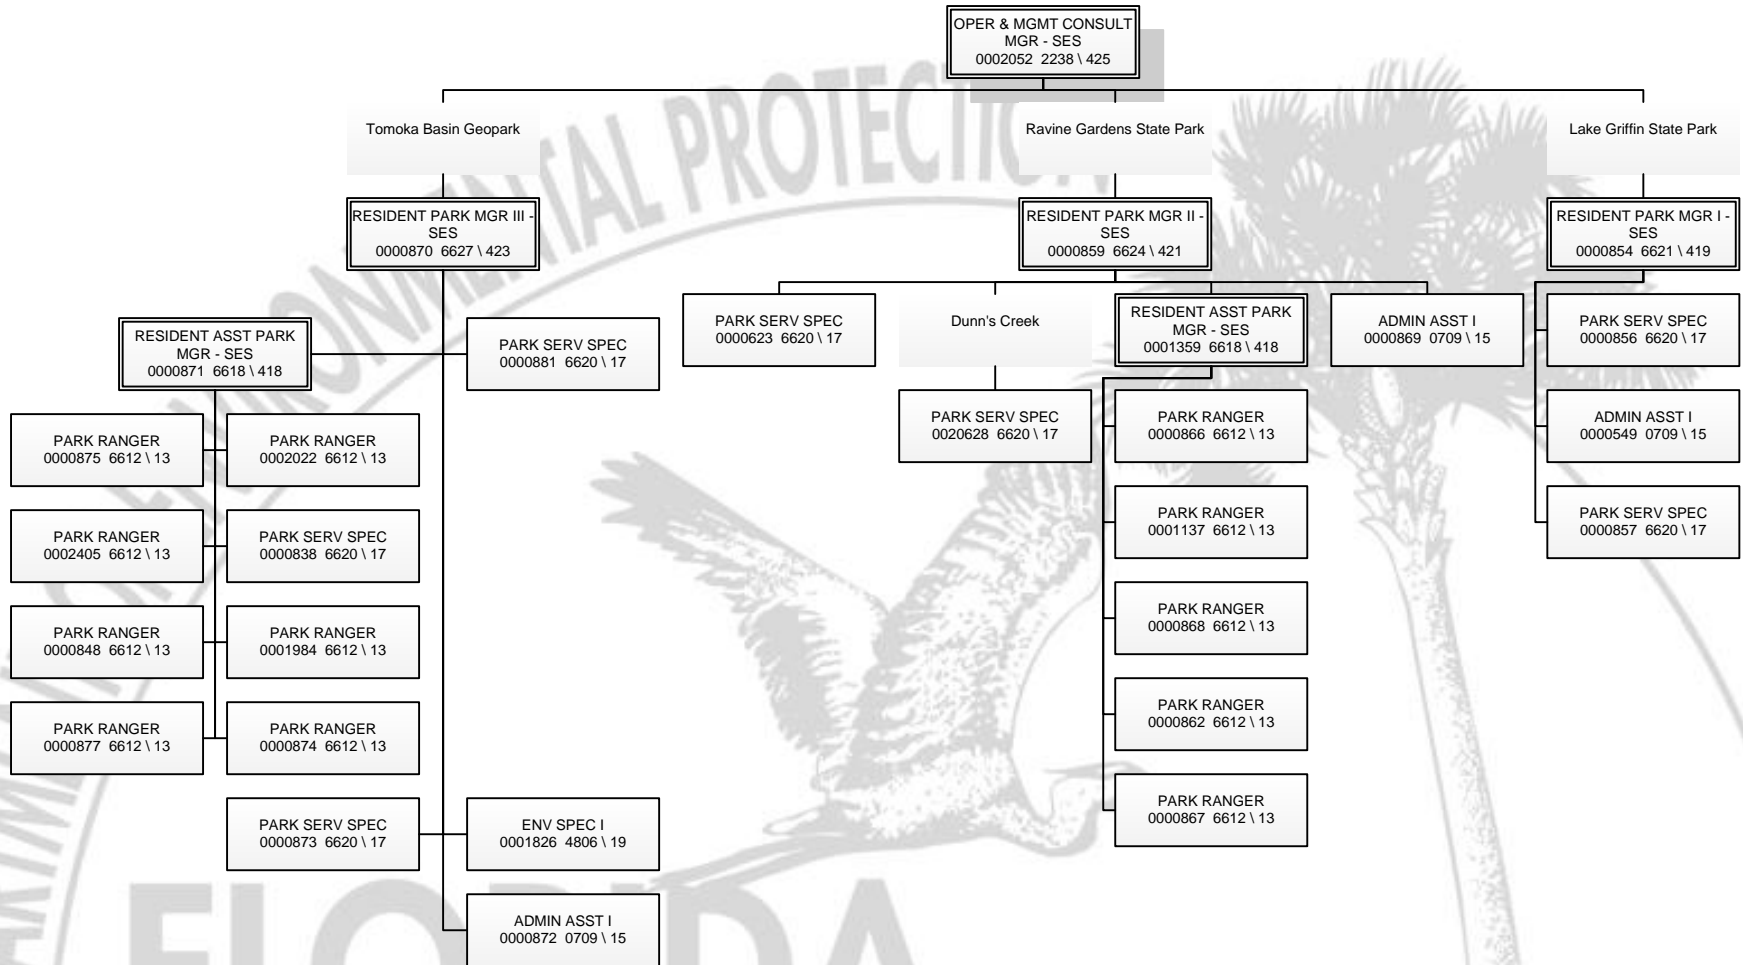 OPER & MGMT CONSULT
MGR - SES
0002052 2238 \ 425
Tomoka Basin Geopark
Ravine Gardens State Park
Lake Griffin State Park
RESIDENT PARK MGR III -
SES
0000870 6627 \ 423
RESIDENT PARK MGR II -
SES
0000859 6624 \ 421
RESIDENT PARK MGR I -
SES
0000854 6621 \ 419
RESIDENT ASST PARK
MGR - SES
0000871 6618 \ 418
PARK SERV SPEC
0000881 6620 \ 17
PARK RANGER
0000875 6612 \ 13
PARK RANGER
0002022 6612 \ 13
PARK RANGER
0002405 6612 \ 13
PARK SERV SPEC
0000838 6620 \ 17
PARK RANGER
0000848 6612 \ 13
PARK RANGER
0001984 6612 \ 13
PARK RANGER
0000877 6612 \ 13
PARK RANGER
0000874 6612 \ 13
PARK SERV SPEC
0000873 6620 \ 17
ENV SPEC I
0001826 4806 \ 19
ADMIN ASST I
0000872 0709 \ 15
PARK SERV SPEC
0000623 6620 \ 17
Dunn's Creek
PARK SERV SPEC
0020628 6620 \ 17
RESIDENT ASST PARK
MGR - SES
0001359 6618 \ 418
PARK RANGER
0000866 6612 \ 13
PARK RANGER
0001137 6612 \ 13
PARK RANGER
0000868 6612 \ 13
PARK RANGER
0000862 6612 \ 13
PARK RANGER
0000867 6612 \ 13
ADMIN ASST I
0000869 0709 \ 15
PARK SERV SPEC
0000856 6620 \ 17
ADMIN ASST I
0000549 0709 \ 15
PARK SERV SPEC
0000857 6620 \ 17
ENVIRONMENTAL PROTECTION
FLORIDA